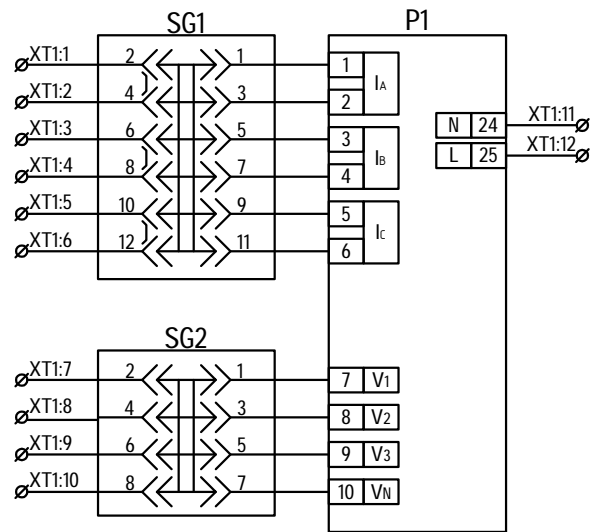 SG1 P1
XT1:1 2 1 1 IA
XT1:2 4 3 2
XT1:3 6 5 3 IB
XT1:4 8 7 4
XT1:5 10 9 5 IC
XT1:6 12 11 6
N 24 XT1:11
L 25 XT1:12
SG2
XT1:7 2 1 7 V1
XT1:8 4 3 8 V2
XT1:9 6 5 9 V3
XT1:10 8 7 10 VN